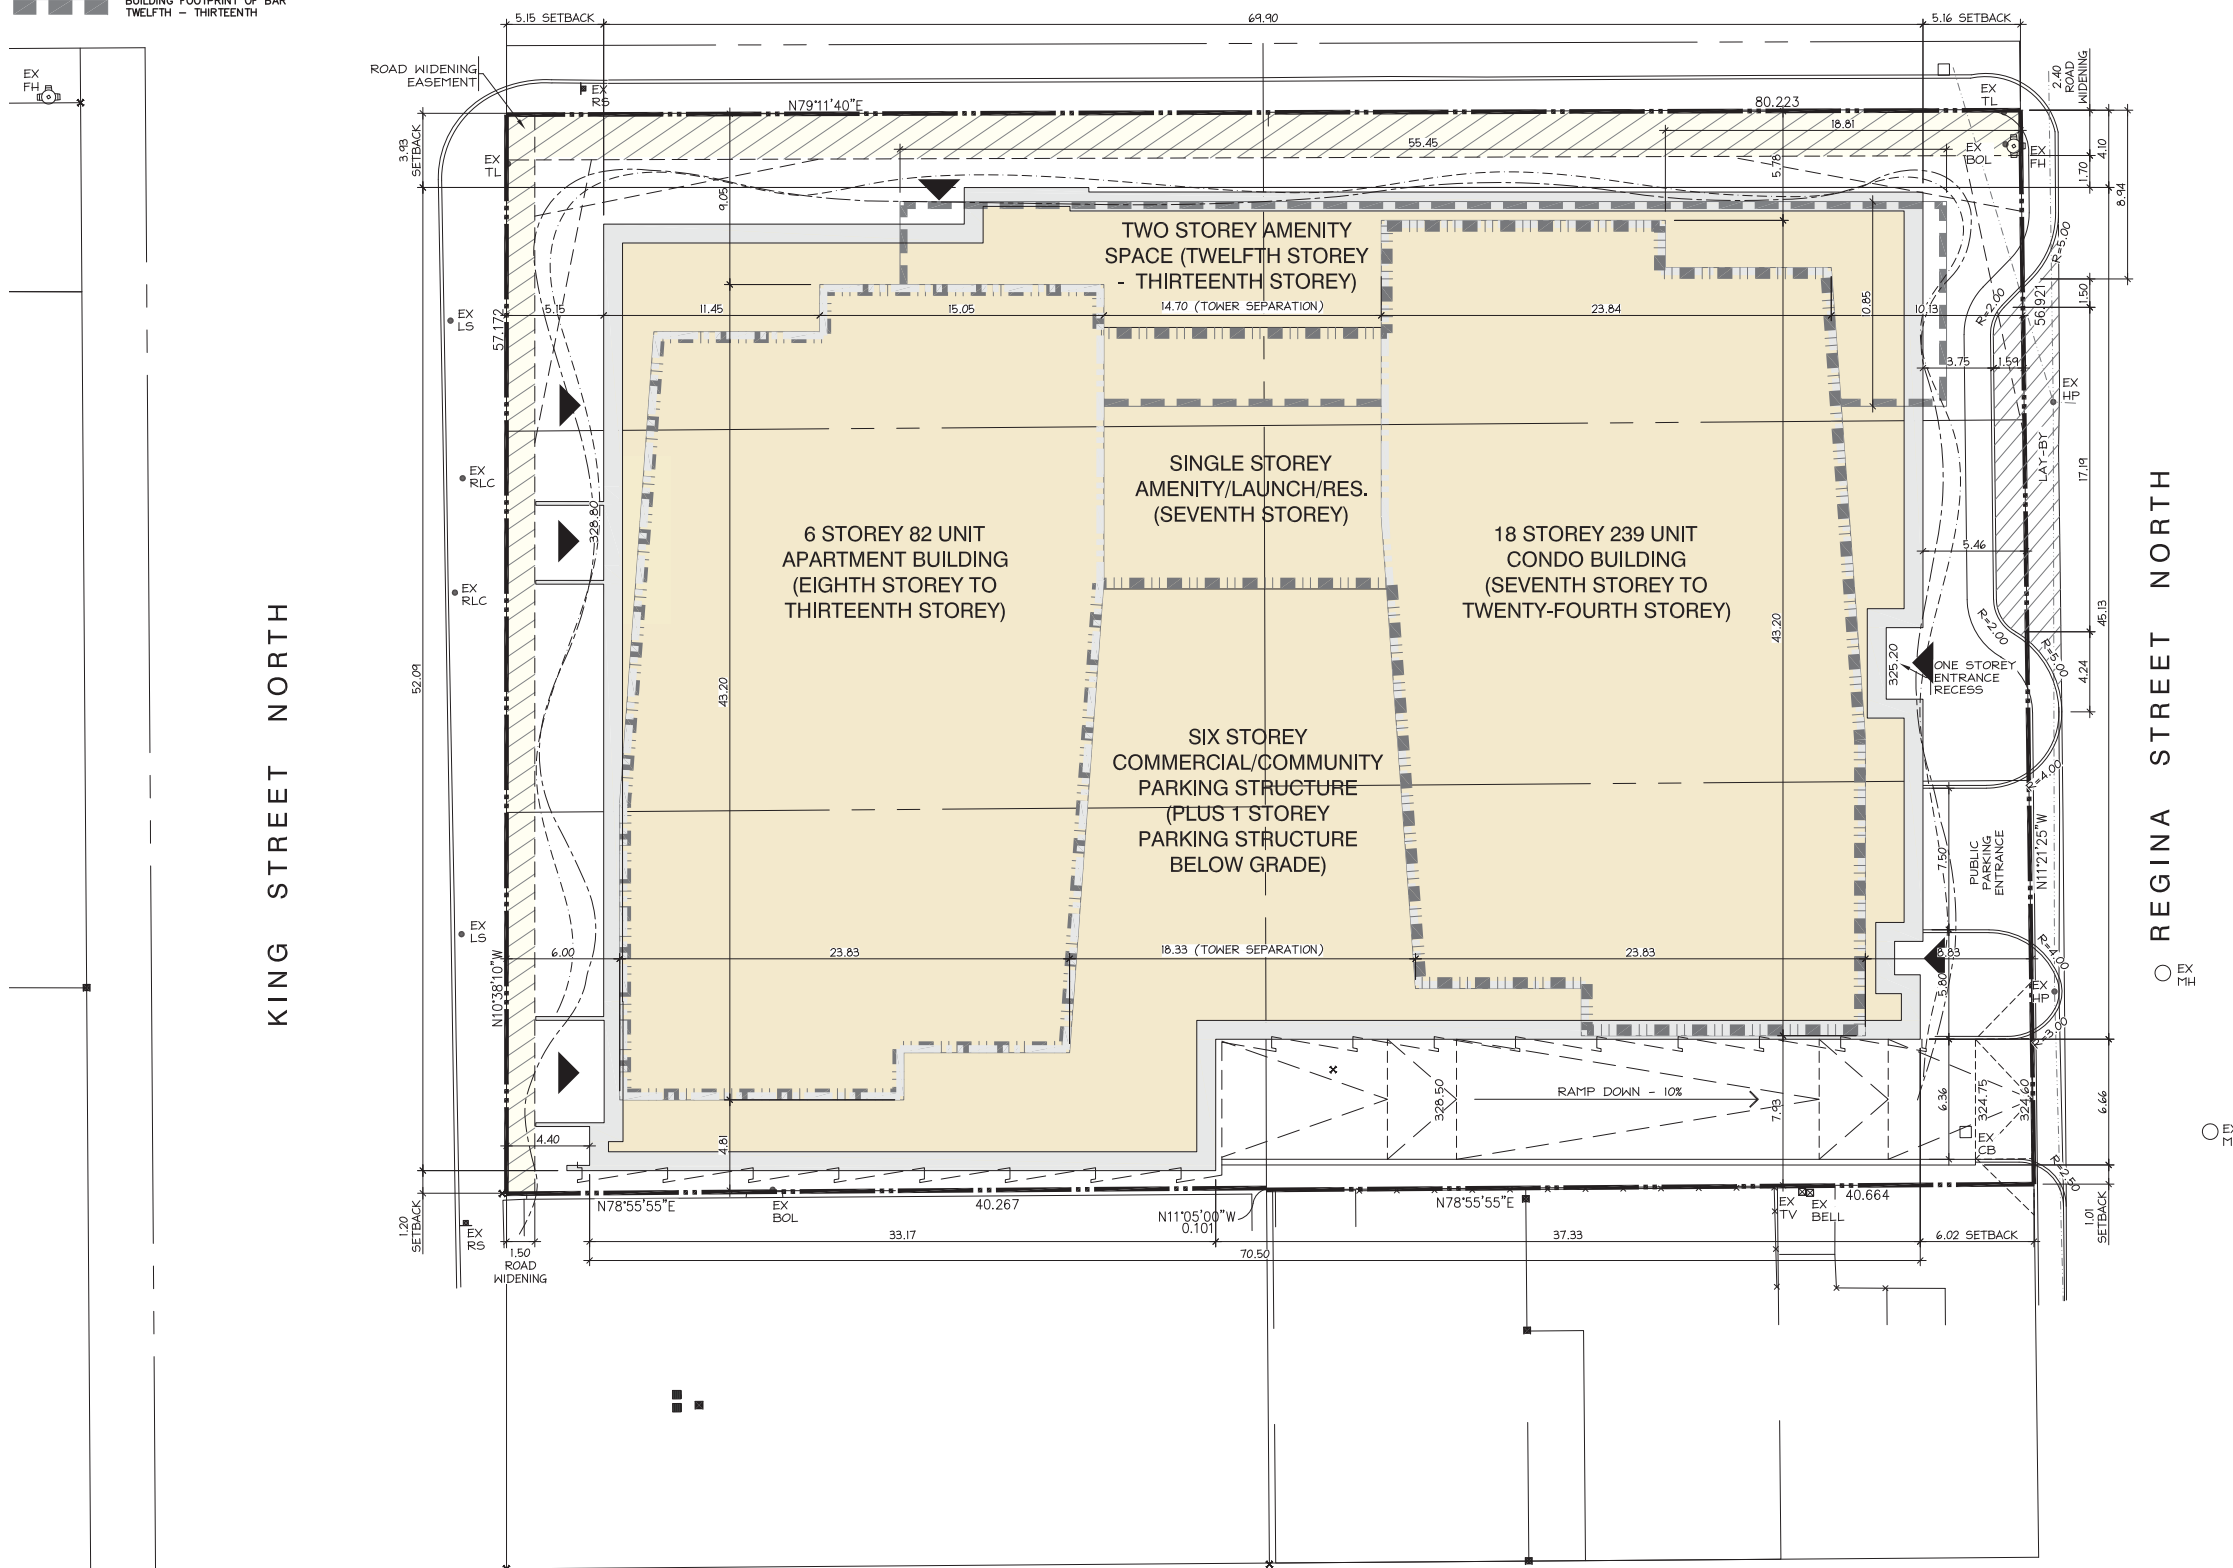 BUILDING FOOTPRINT OF BAR
TWELFTH - THIRTEENTH
5.15 SETBACK
69.90
5.16 SETBACK
ROAD WIDENING
EASEMENT
EX
FH
EX
RS
N79°11'40"E
80.223
EX
TL
2.40
ROAD
WIDENING
3.93
SETBACK
18.81
55.45
5.78
EX
TL
EX
BOL
EX
FH
1.70
4.10
8.94
9.05
TWO STOREY AMENITY
SPACE (TWELFTH STOREY
- THIRTEENTH STOREY)
R=5.00
EX
LS
57.172
5.15
11.45
15.05
14.70 (TOWER SEPARATION)
23.84
10.85
10.13
R=2.00
56.921
1.50
3.75
1.59
EX
HP
LAY-BY
17.19
EX
RLC
328.80
SINGLE STOREY
AMENITY/LAUNCH/RES.
(SEVENTH STOREY)
6 STOREY 82 UNIT
APARTMENT BUILDING
(EIGHTH STOREY TO
THIRTEENTH STOREY)
18 STOREY 239 UNIT
CONDO BUILDING
(SEVENTH STOREY TO
TWENTY-FOURTH STOREY)
5.46
EX
RLC
45.13
43.20
R=2.00
R=5.00
325.20
ONE STOREY
ENTRANCE
RECESS
4.24
KING STREET NORTH
REGINA STREET NORTH
52.09
43.20
SIX STOREY
COMMERCIAL/COMMUNITY
PARKING STRUCTURE
(PLUS 1 STOREY
PARKING STRUCTURE
BELOW GRADE)
R=4.00
7.50
PUBLIC
PARKING
ENTRANCE
N11°21'25"W
EX
LS
N10°38'10"W
6.00
23.83
18.33 (TOWER SEPARATION)
23.83
8.83
R=4.00
5.80
EX
HP
EX
MH
R=3.00
328.50
RAMP DOWN - 10%
7.93
6.36
324.75
324.60
6.66
EX
CB
4.40
4.81
R=2.50
1.20
SETBACK
N78°55'55"E
EX
BOL
40.267
N11°05'00"W
0.101
N78°55'55"E
EX
TV
EX
BELL
40.664
1.01
SETBACK
EX
RS
1.50
ROAD
WIDENING
33.17
37.33
6.02 SETBACK
70.50